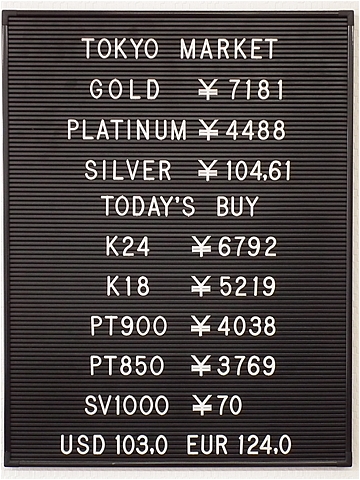 TOKYO MARKET
GOLD ¥7181
PLATINUM ¥4488
SILVER ¥104.61
TODAY'S BUY
K24 ¥6792
K18 ¥5219
PT900 ¥4038
PT850 ¥3769
SV1000 ¥70
USD 103.0 EUR 124.0